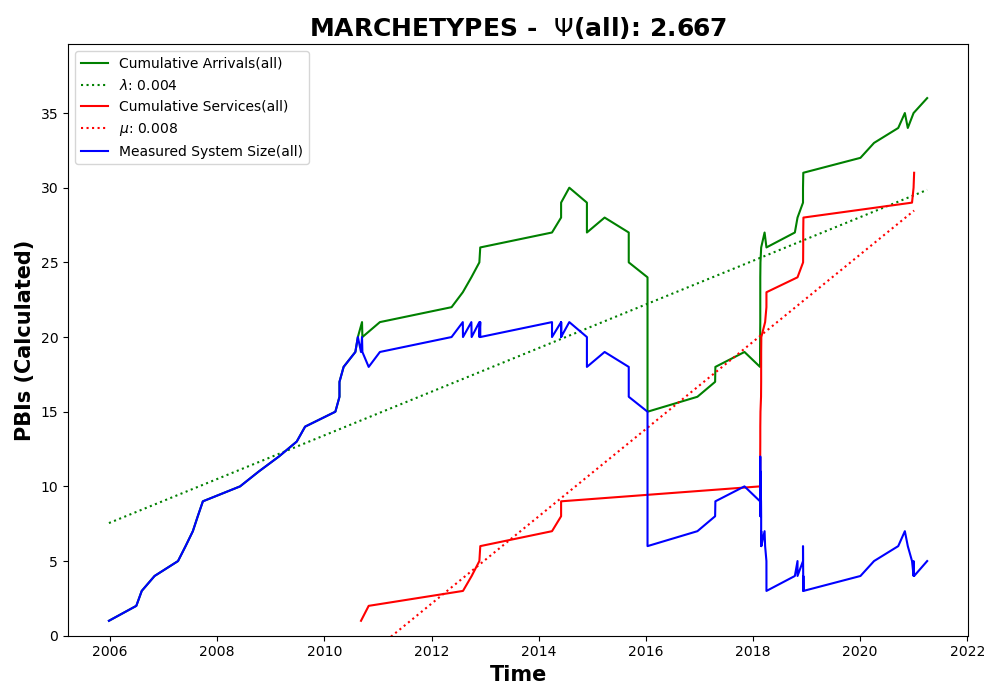 MARCHETYPES - Ψ(all): 2.667
Cumulative Arrivals(all)
λ: 0.004
Cumulative Services(all)
μ: 0.008
Measured System Size(all)
PBIs (Calculated)
35
30
25
20
15
10
5
0
2006 2008 2010 2012 2014 2016 2018 2020 2022
Time